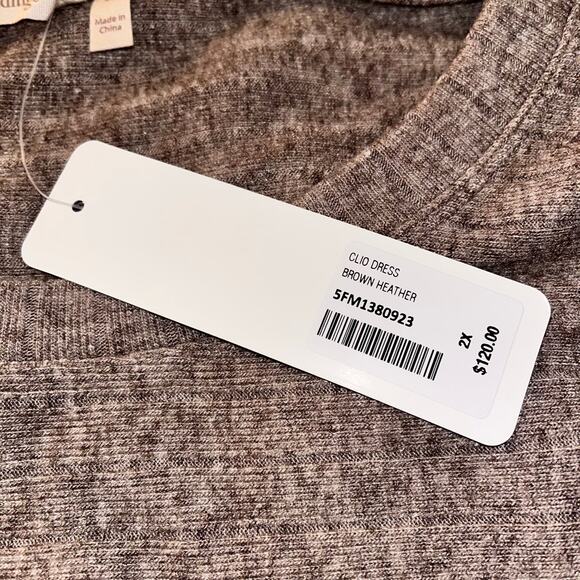 Made in
China
CLIO DRESS
BROWN HEATHER
5FM1380923
2X
$120.00